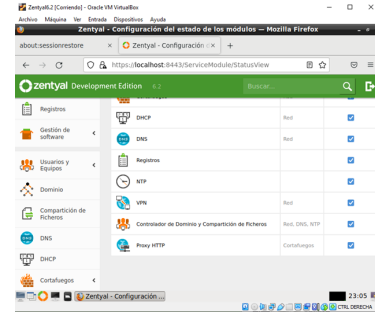 Zentyal6.2 [Corriendo] - Oracle VM VirtualBox
Archivo Máquina Ver Entrada Dispositivos Ayuda
Zentyal - Configuración del estado de los módulos — Mozilla Firefox
about:sessionrestore
Zentyal - Configuración
https://localhost:8443/ServiceModule/StatusView
zentyal Development Edition 6.2
Buscar...
Registros
Gestión de software
Usuarios y Equipos
Dominio
Compartición de Ficheros
DNS
DHCP
Cortafuegos
DHCP Red
DNS Red
Registros
NTP
VPN Red
Controlador de Dominio y Compartición de Ficheros Red, DNS, NTP
Proxy HTTP Cortafuegos
Zentyal - Configuración ...
23:05
CTRL DERECHA